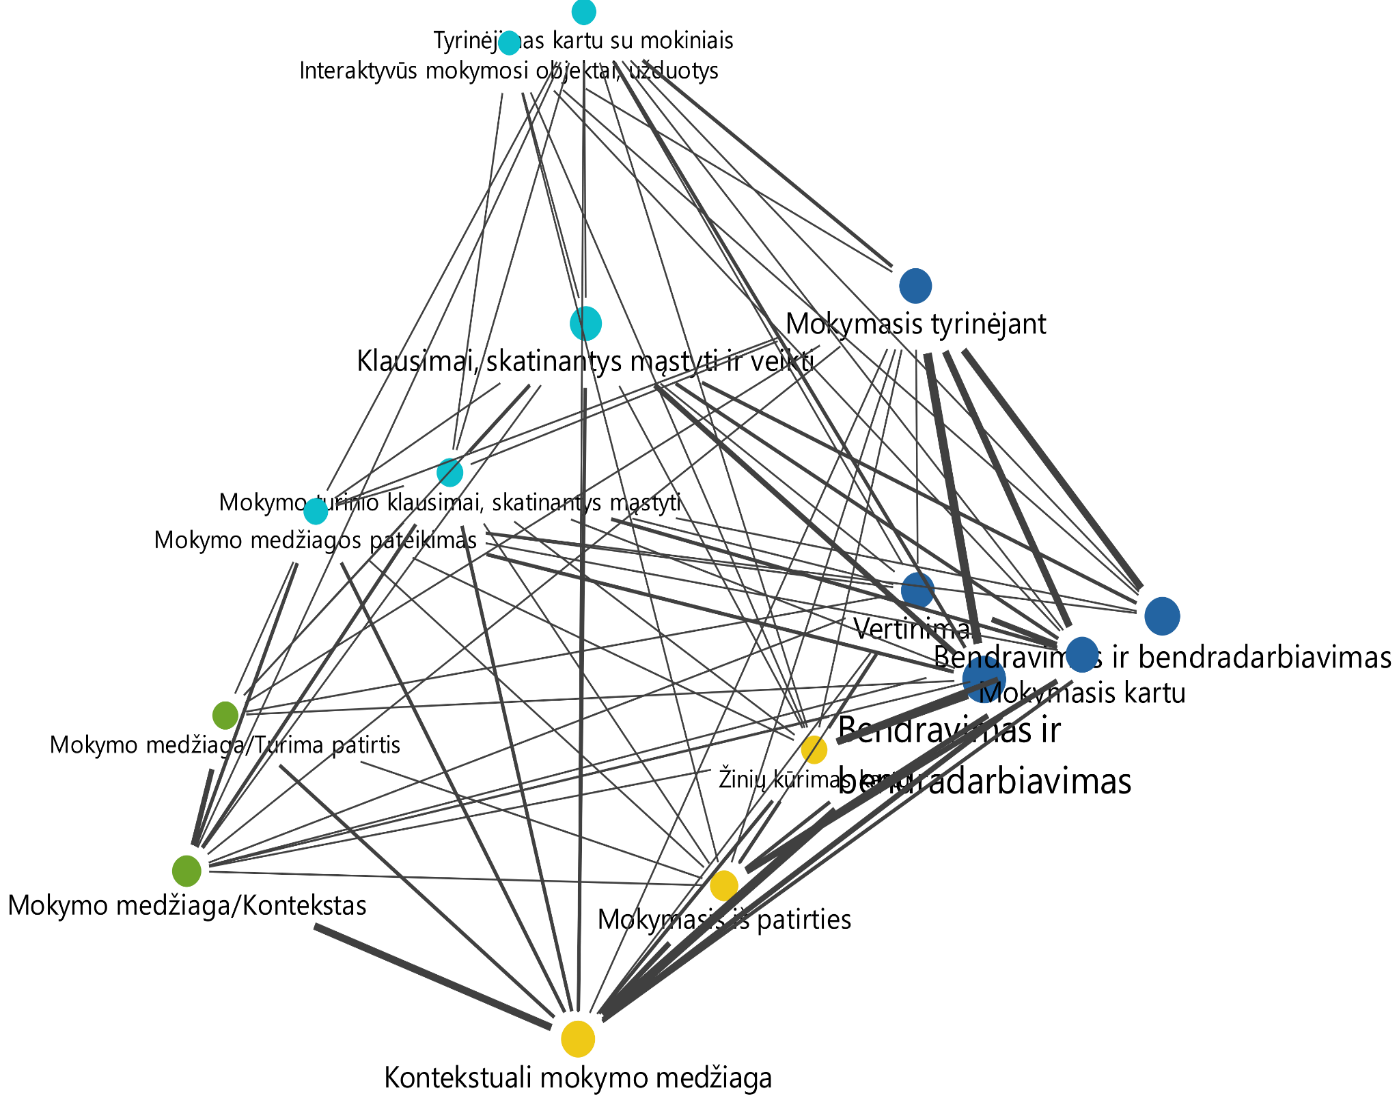 Tyrinėjimas kartu su mokiniais
Interaktyvūs mokymosi objektai, užduotys
Mokymasis tyrinėjant
Klausimai, skatinantys mąstyti ir veikti
Mokymo turinio klausimai, skatinantys mąstyti
Mokymo medžiagos pateikimas
Vertinimas
Bendravimas ir bendradarbiavimas
Mokymasis kartu
Bendravimas ir
bendradarbiavimas
Mokymo medžiaga/Turima patirtis
Žinių kūrimas kartu
Mokymo medžiaga/Kontekstas
Mokymasis iš patirties
Kontekstuali mokymo medžiaga